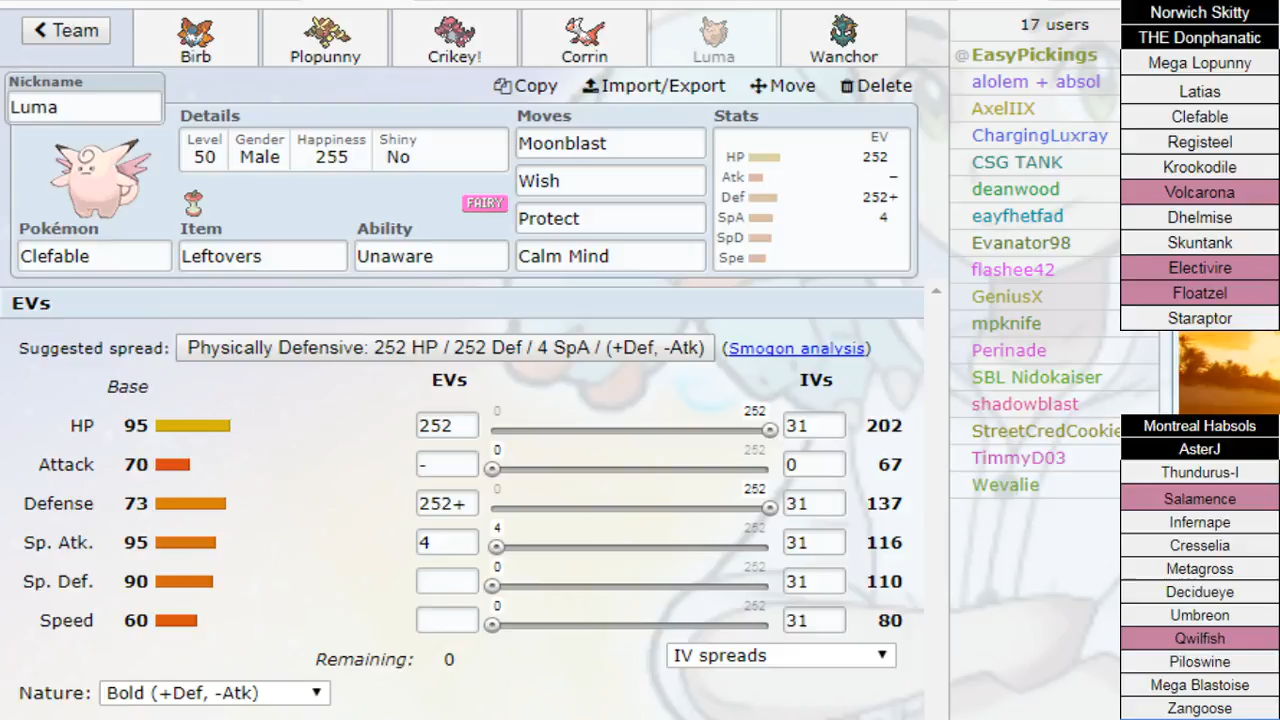 Team
Birb
Plopunny
Crikey!
Corrin
Luma
Wanchor
Nickname
Luma
Copy
Import/Export
Move
Delete
Details
Level
50
Gender
Male
Happiness
255
Shiny
No
FAIRY
Pokémon
Clefable
Item
Leftovers
Ability
Unaware
Moves
Moonblast
Wish
Protect
Calm Mind
Stats
EV
HP 252
Atk –
Def 252+
SpA 4
SpD
Spe
EVs
Suggested spread: Physically Defensive: 252 HP / 252 Def / 4 SpA / (+Def, -Atk) (Smogon analysis)
Base EVs IVs
HP 95 252 0 252 31 202
Attack 70 - 0 252 0 67
Defense 73 252+ 0 252 31 137
Sp. Atk. 95 4 4 252 31 116
Sp. Def. 90 0 252 31 110
Speed 60 0 252 31 80
Remaining: 0
IV spreads
Nature: Bold (+Def, -Atk)
17 users
@EasyPickings
alolem + absol
AxelIIX
ChargingLuxray
CSG TANK
deanwood
eayfhetfad
Evanator98
flashee42
GeniusX
mpknife
Perinade
SBL Nidokaiser
shadowblast
StreetCredCookie
TimmyD03
Wevalie
Norwich Skitty
THE Donphanatic
Mega Lopunny
Latias
Clefable
Registeel
Krookodile
Volcarona
Dhelmise
Skuntank
Electivire
Floatzel
Staraptor
Montreal Habsols
AsterJ
Thundurus-I
Salamence
Infernape
Cresselia
Metagross
Decidueye
Umbreon
Qwilfish
Piloswine
Mega Blastoise
Zangoose